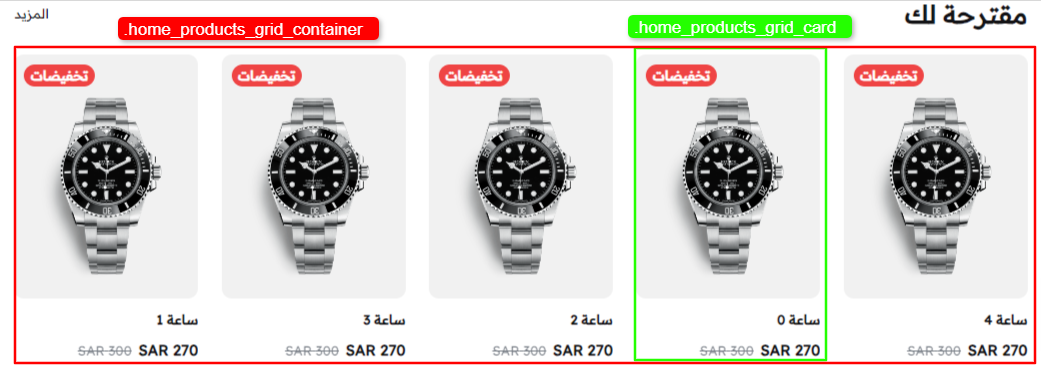 مقترحة لك
المزيد
.home_products_grid_container
.home_products_grid_card
تخفيضات
تخفيضات
تخفيضات
تخفيضات
تخفيضات
ساعة 4
SAR 270 SAR 300
ساعة 0
SAR 270 SAR 300
ساعة 2
SAR 270 SAR 300
ساعة 3
SAR 270 SAR 300
ساعة 1
SAR 270 SAR 300